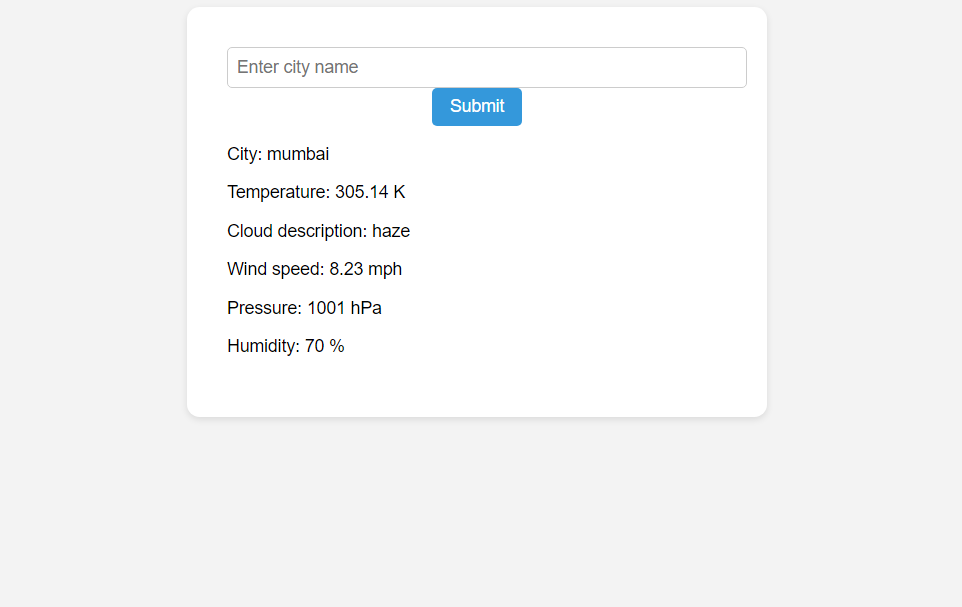 Enter city name
Submit
City: mumbai
Temperature: 305.14 K
Cloud description: haze
Wind speed: 8.23 mph
Pressure: 1001 hPa
Humidity: 70 %